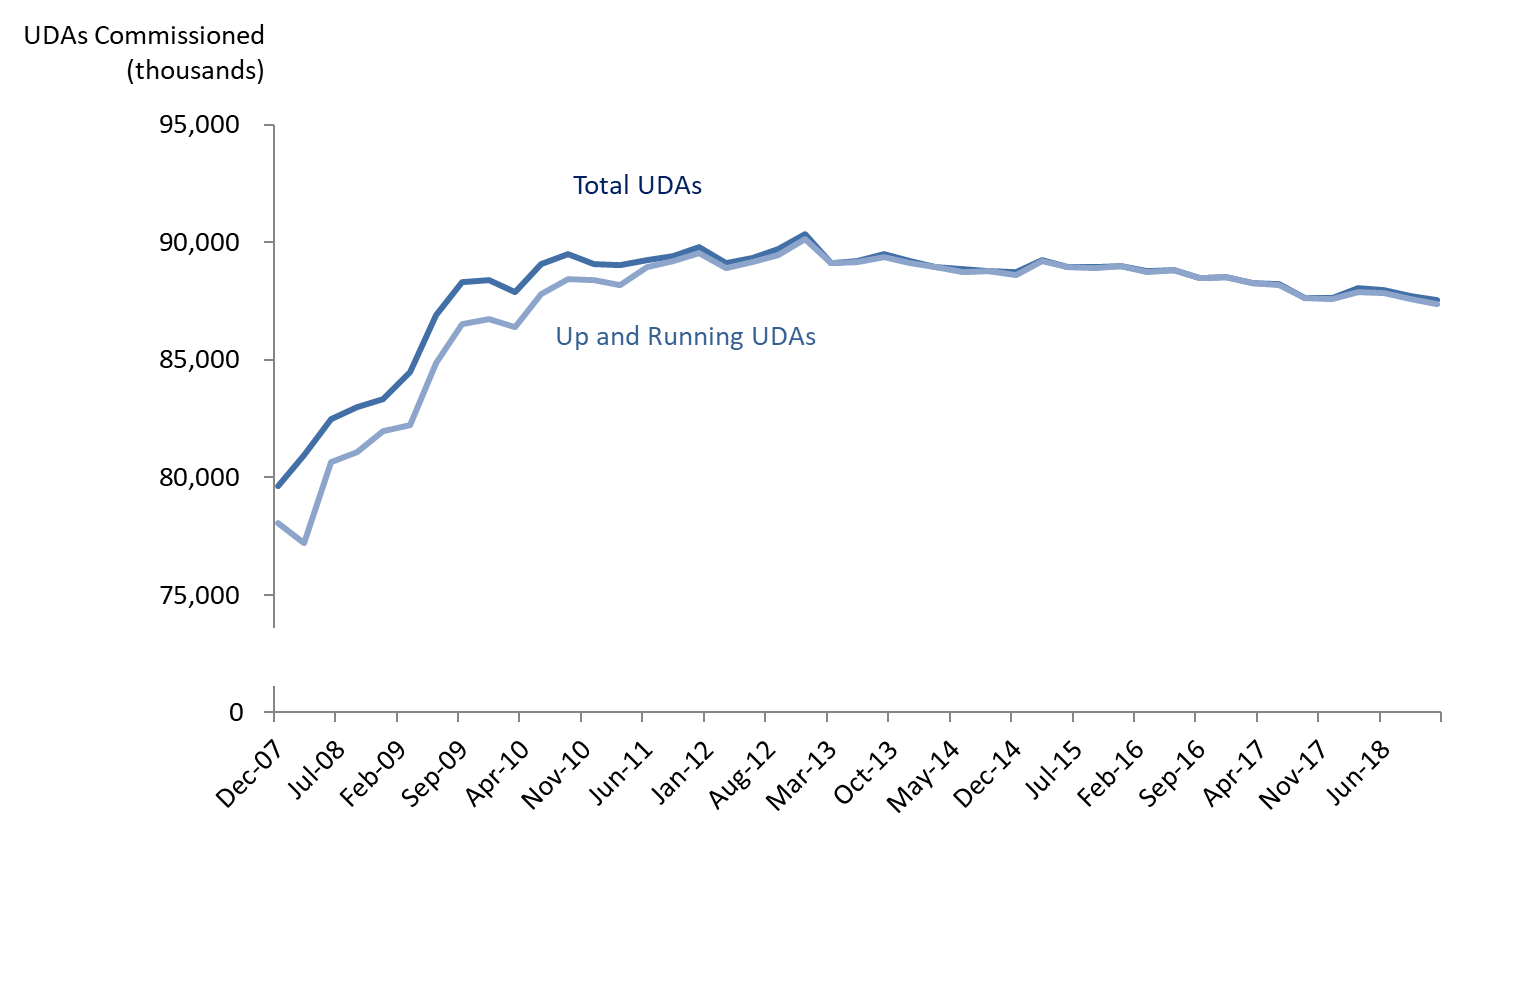 UDAs Commissioned
(thousands)
95,000
90,000
85,000
80,000
75,000
0
Total UDAs
Up and Running UDAs
Dec-07
Jul-08
Feb-09
Sep-09
Apr-10
Nov-10
Jun-11
Jan-12
Aug-12
Mar-13
Oct-13
May-14
Dec-14
Jul-15
Feb-16
Sep-16
Apr-17
Nov-17
Jun-18